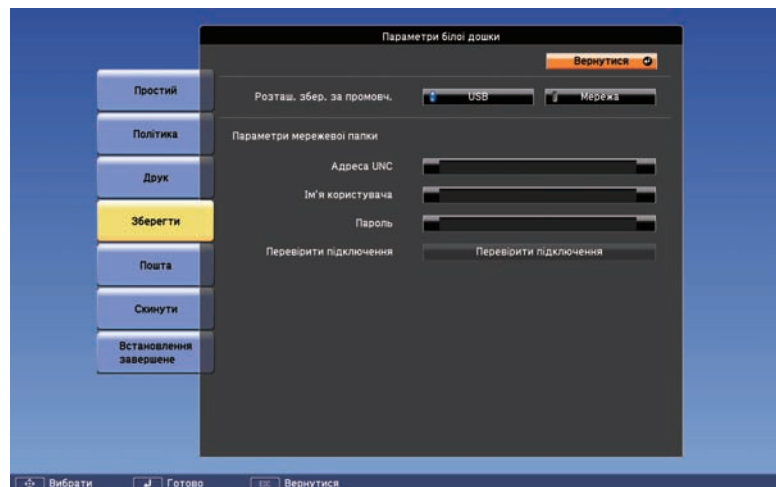 Параметри білої дошки
Вернутися
Простий
Розташ. збер. за промовч. USB Мережа
Політика
Параметри мережевої папки
Друк
Адреса UNC
Ім'я користувача
Зберегти
Пароль
Перевірити підключення Перевірити підключення
Пошта
Скинути
Встановлення
завершене
Вибрати Готово ESC Вернутися